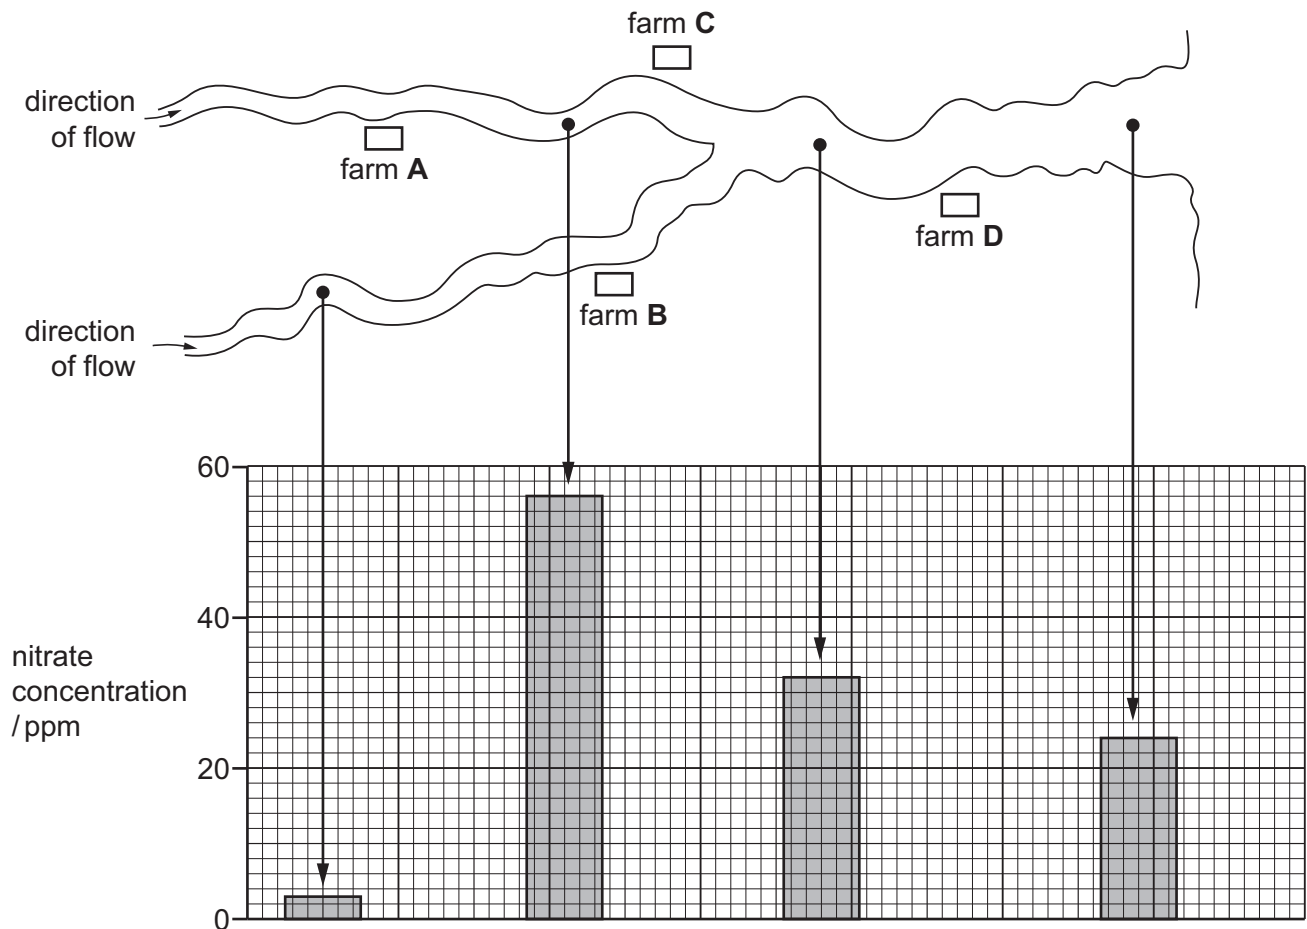 farm C
direction
of flow
farm A
farm D
farm B
direction
of flow
60
40
nitrate
concentration
/ ppm
20
0